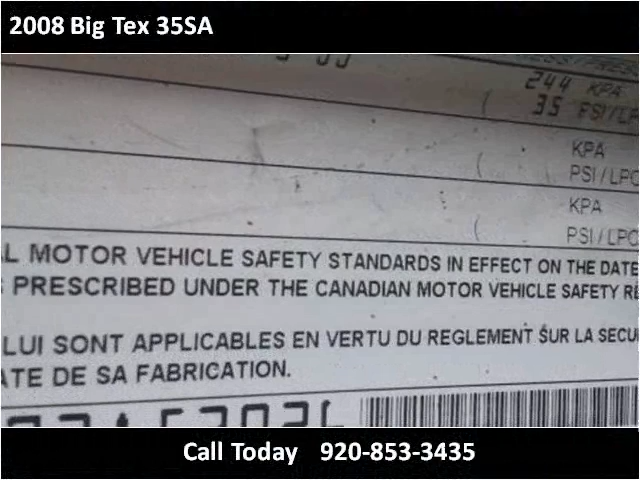 2008 Big Tex 35SA
244 KPA
35 PSI/LPC
KPA
PSI/LPC
KPA
PSI/LPC
L MOTOR VEHICLE SAFETY STANDARDS IN EFFECT ON THE DATE
PRESCRIBED UNDER THE CANADIAN MOTOR VEHICLE SAFETY
LUI SONT APPLICABLES EN VERTU DU REGLEMENT SUR LA SECU
ATE DE SA FABRICATION.
Call Today 920-853-3435